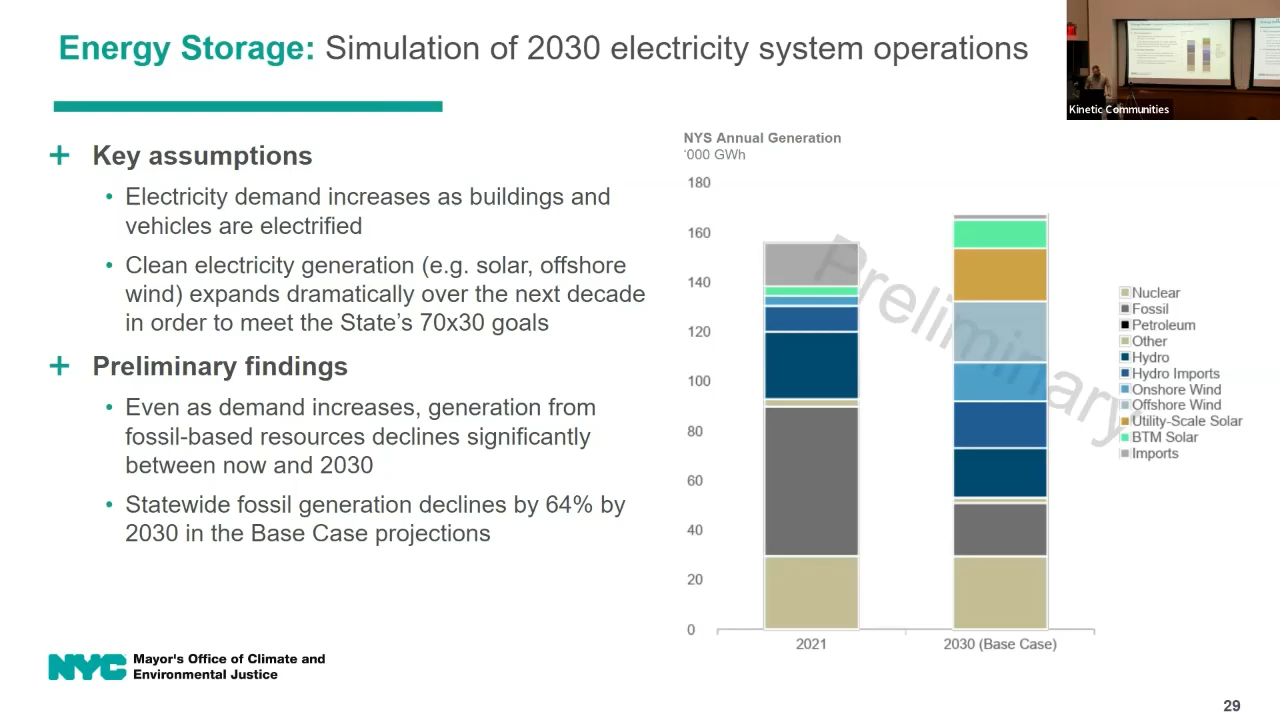 Energy Storage: Simulation of 2030 electricity system operations
Kinetic Communities
+ Key assumptions
• Electricity demand increases as buildings and
vehicles are electrified
• Clean electricity generation (e.g. solar, offshore
wind) expands dramatically over the next decade
in order to meet the State’s 70x30 goals
+ Preliminary findings
• Even as demand increases, generation from
fossil-based resources declines significantly
between now and 2030
• Statewide fossil generation declines by 64% by
2030 in the Base Case projections
NYS Annual Generation
‘000 GWh
180
160
140
120
100
80
60
40
20
0
2021
2030 (Base Case)
Preliminary
Nuclear
Fossil
Petroleum
Other
Hydro
Hydro Imports
Onshore Wind
Offshore Wind
Utility-Scale Solar
BTM Solar
Imports
NYC
Mayor's Office of Climate and
Environmental Justice
29